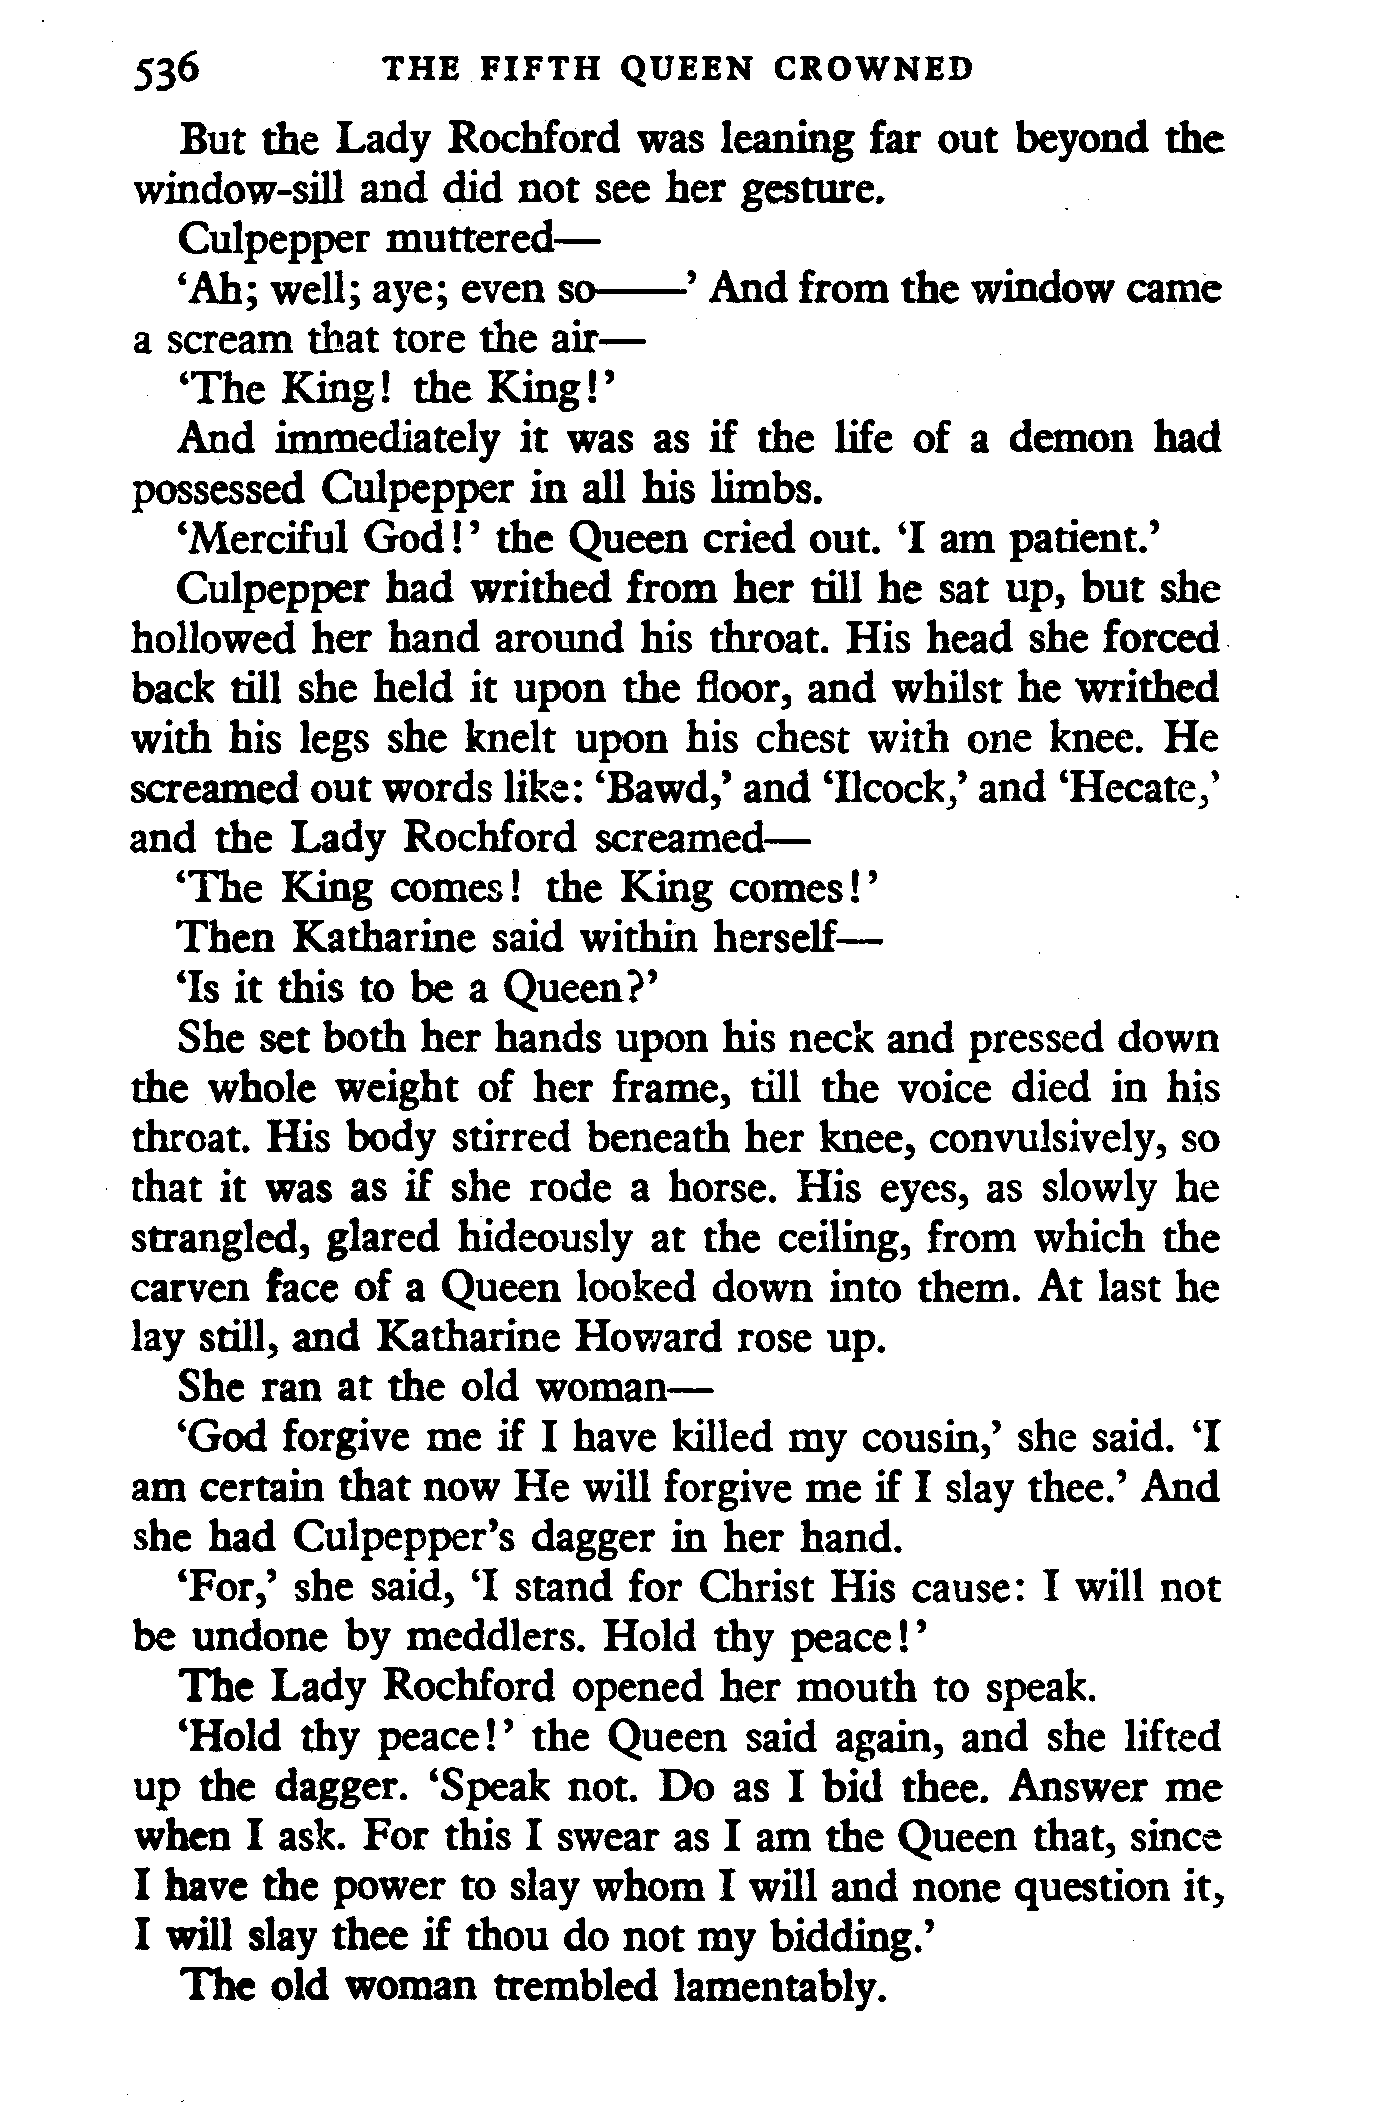 536 THE FIFTH QUEEN CROWNED
But the Lady Rochford was leaning far out beyond the
window-sill and did not see her gesture.
Culpepper muttered—
‘Ah; well; aye; even so——’ And from the window came
a scream that tore the air—
‘The King! the King!’
And immediately it was as if the life of a demon had
possessed Culpepper in all his limbs.
‘Merciful God!’ the Queen cried out. ‘I am patient.’
Culpepper had writhed from her till he sat up, but she
hollowed her hand around his throat. His head she forced
back till she held it upon the floor, and whilst he writhed
with his legs she knelt upon his chest with one knee. He
screamed out words like: ‘Bawd,’ and ‘Ilcock,’ and ‘Hecate,’
and the Lady Rochford screamed—
‘The King comes! the King comes!’
Then Katharine said within herself—
‘Is it this to be a Queen?’
She set both her hands upon his neck and pressed down
the whole weight of her frame, till the voice died in his
throat. His body stirred beneath her knee, convulsively, so
that it was as if she rode a horse. His eyes, as slowly he
strangled, glared hideously at the ceiling, from which the
carven face of a Queen looked down into them. At last he
lay still, and Katharine Howard rose up.
She ran at the old woman—
‘God forgive me if I have killed my cousin,’ she said. ‘I
am certain that now He will forgive me if I slay thee.’ And
she had Culpepper’s dagger in her hand.
‘For,’ she said, ‘I stand for Christ His cause: I will not
be undone by meddlers. Hold thy peace!’
The Lady Rochford opened her mouth to speak.
‘Hold thy peace!’ the Queen said again, and she lifted
up the dagger. ‘Speak not. Do as I bid thee. Answer me
when I ask. For this I swear as I am the Queen that, since
I have the power to slay whom I will and none question it,
I will slay thee if thou do not my bidding.’
The old woman trembled lamentably.